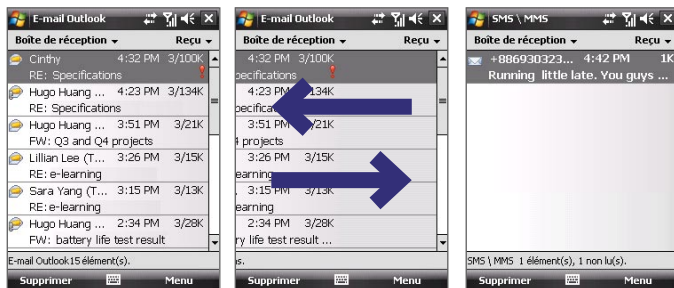 E-mail Outlook
Boîte de réception Reçu
Cinthy 4:32 PM 3/100K
RE: Specifications
Hugo Huang ... 4:23 PM 3/134K
RE: Specifications
Hugo Huang ... 3:51 PM 3/21K
FW: Q3 and Q4 projects
Lillian Lee (T... 3:26 PM 3/15K
RE: e-learning
Sara Yang (T... 3:15 PM 3/13K
RE: e-learning
Hugo Huang ... 2:34 PM 3/28K
FW: battery life test result
E-mail Outlook 15 élément(s).
Supprimer Menu
E-mail Outlook
Boîte de réception Reçu
4:32 PM 3/100K
pecifications
4:23 PM 3/134K
pecifica
3:51 PM /21K
projects
3:26 PM 3/15K
earning
. 3:15 PM 3/13K
earning
2:34 PM 3/28K
ry life test result ...
s.
Supprimer Menu
SMS \ MMS
Boîte de réception Reçu
+886930323... 4:42 PM 1K
Running little late. You guys ...
SMS \ MMS 1 élément(s), 1 non lu(s).
Supprimer Menu